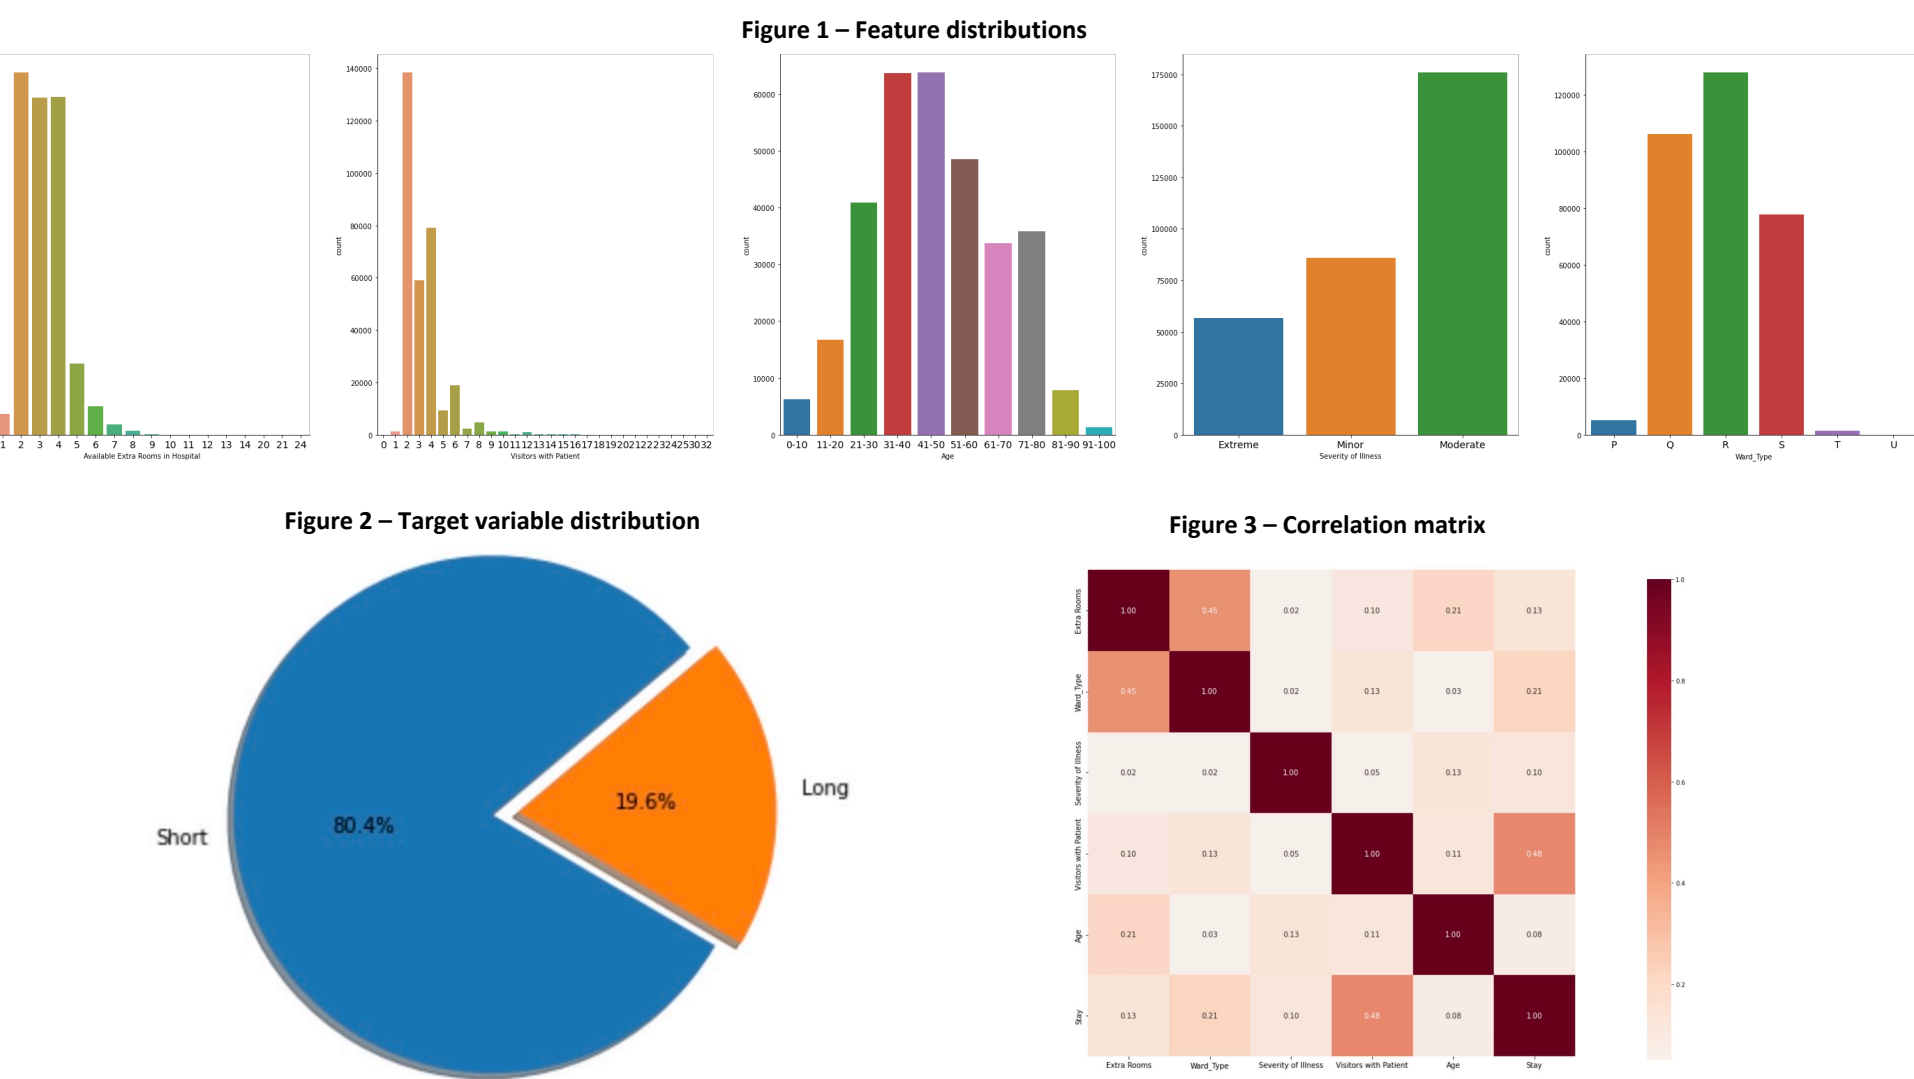 Figure 1 – Feature distributions
1 2 3 4 5 6 7 8 9 10 11 12 13 14 20 21 24
Available Extra Rooms in Hospital
140000
120000
100000
80000
60000
40000
20000
0
count
0 1 2 3 4 5 6 7 8 9 10 11 12 13 14 15 16 17 18 19 20 21 22 23 24 25 30 32
Visitors with Patient
60000
50000
40000
30000
20000
10000
0
count
0-10 11-20 21-30 31-40 41-50 51-60 61-70 71-80 81-90 91-100
Age
175000
150000
125000
100000
75000
50000
25000
0
count
Extreme Minor Moderate
Severity of Illness
120000
100000
80000
60000
40000
20000
0
count
P Q R S T U
Ward_Type
Figure 2 – Target variable distribution
Short
80.4%
19.6%
Long
Figure 3 – Correlation matrix
Extra Rooms 1.00 0.45 0.02 0.10 0.21 0.13
Ward_Type 0.45 1.00 0.02 0.13 0.03 0.21
Severity of Illness 0.02 0.02 1.00 0.05 0.13 0.10
Visitors with Patient 0.10 0.13 0.05 1.00 0.11 0.48
Age 0.21 0.03 0.13 0.11 1.00 0.08
Stay 0.13 0.21 0.10 0.48 0.08 1.00
Extra Rooms Ward_Type Severity of Illness Visitors with Patient Age Stay
1.0
0.8
0.6
0.4
0.2